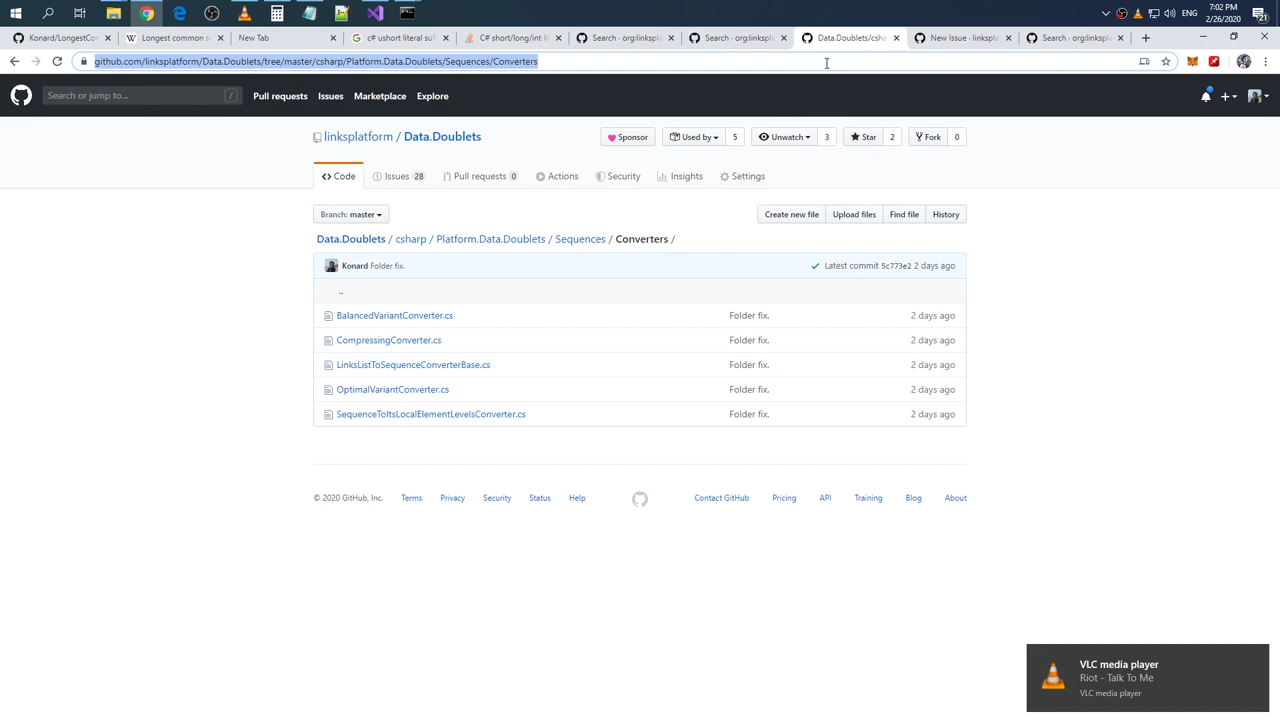 7:02 PM
ENG
2/26/2020
21
Konard/LongestCo
Longest common s
New Tab
c# ushort literal suf
C# short/long/int li
Search · org:linkspl
Search · org:linkspl
Data.Doublets/csha
New Issue · linkspla
Search · org:linkspl
github.com/linksplatform/Data.Doublets/tree/master/csharp/Platform.Data.Doublets/Sequences/Converters
Search or jump to...
/
Pull requests
Issues
Marketplace
Explore
linksplatform / Data.Doublets
Sponsor
Used by
5
Unwatch
3
Star
2
Fork
0
Code
Issues 28
Pull requests 0
Actions
Security
Insights
Settings
Branch: master
Create new file
Upload files
Find file
History
Data.Doublets / csharp / Platform.Data.Doublets / Sequences / Converters /
Konard Folder fix.
Latest commit 5c773e2 2 days ago
..
BalancedVariantConverter.cs
Folder fix.
2 days ago
CompressingConverter.cs
Folder fix.
2 days ago
LinksListToSequenceConverterBase.cs
Folder fix.
2 days ago
OptimalVariantConverter.cs
Folder fix.
2 days ago
SequenceToItsLocalElementLevelsConverter.cs
Folder fix.
2 days ago
© 2020 GitHub, Inc.
Terms
Privacy
Security
Status
Help
Contact GitHub
Pricing
API
Training
Blog
About
VLC media player
Riot - Talk To Me
VLC media player